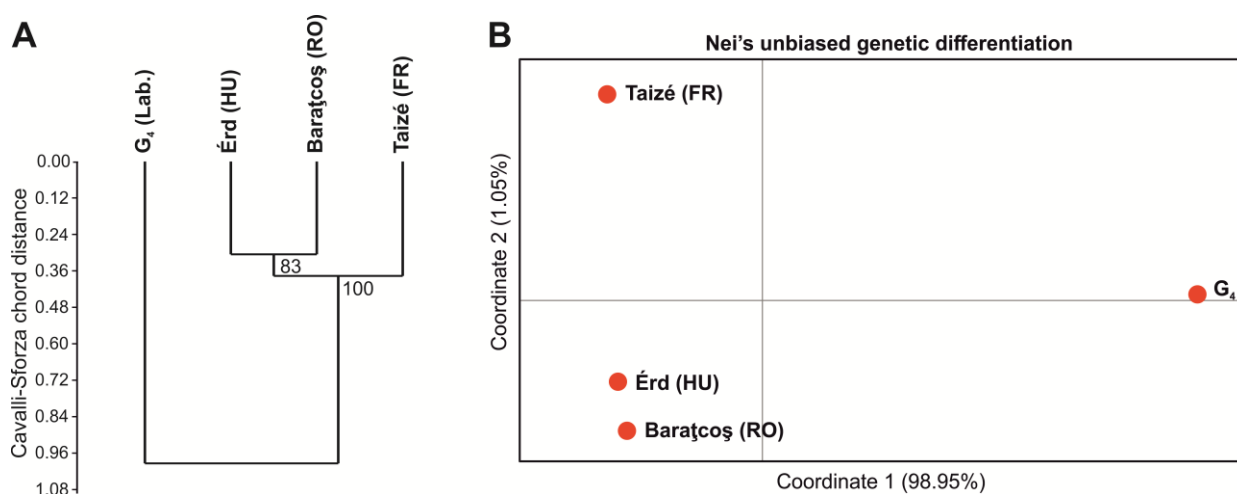 A
G₄ (Lab.)
Érd (HU)
Baraţcoş (RO)
Taizé (FR)
Cavalli-Sforza chord distance
0.00
0.12
0.24
0.36
0.48
0.60
0.72
0.84
0.96
1.08
83
100
B
Nei's unbiased genetic differentiation
Coordinate 2 (1.05%)
Taizé (FR)
G₄
Érd (HU)
Baraţcoş (RO)
Coordinate 1 (98.95%)